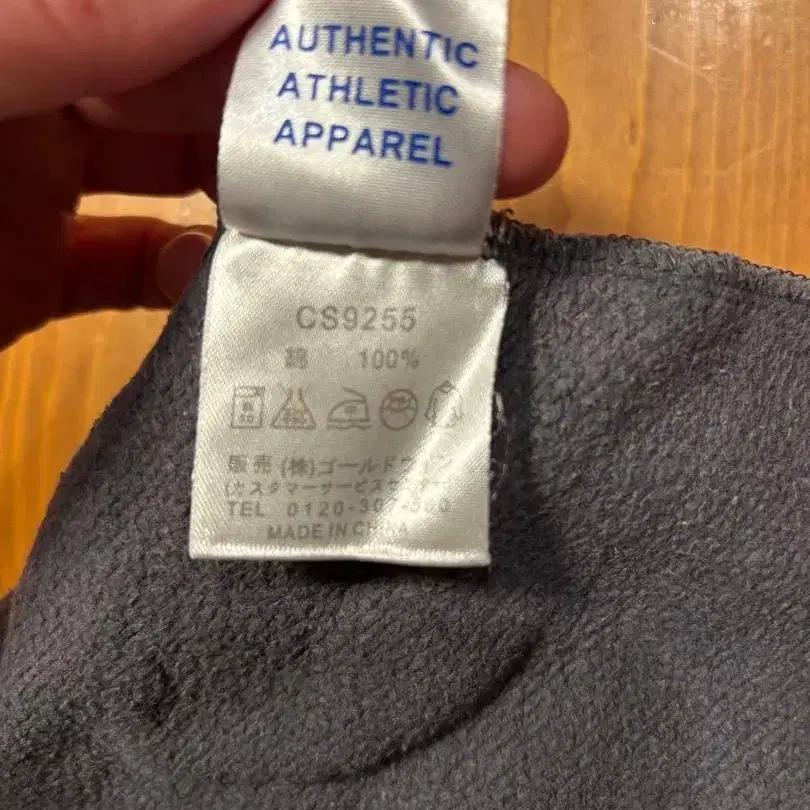 AUTHENTIC
ATHLETIC
APPAREL
CS9255
綿 100%
販売 (株)ゴールドウイン
(カスタマーサービスセンター)
TEL. 0120-307-560
MADE IN CHINA